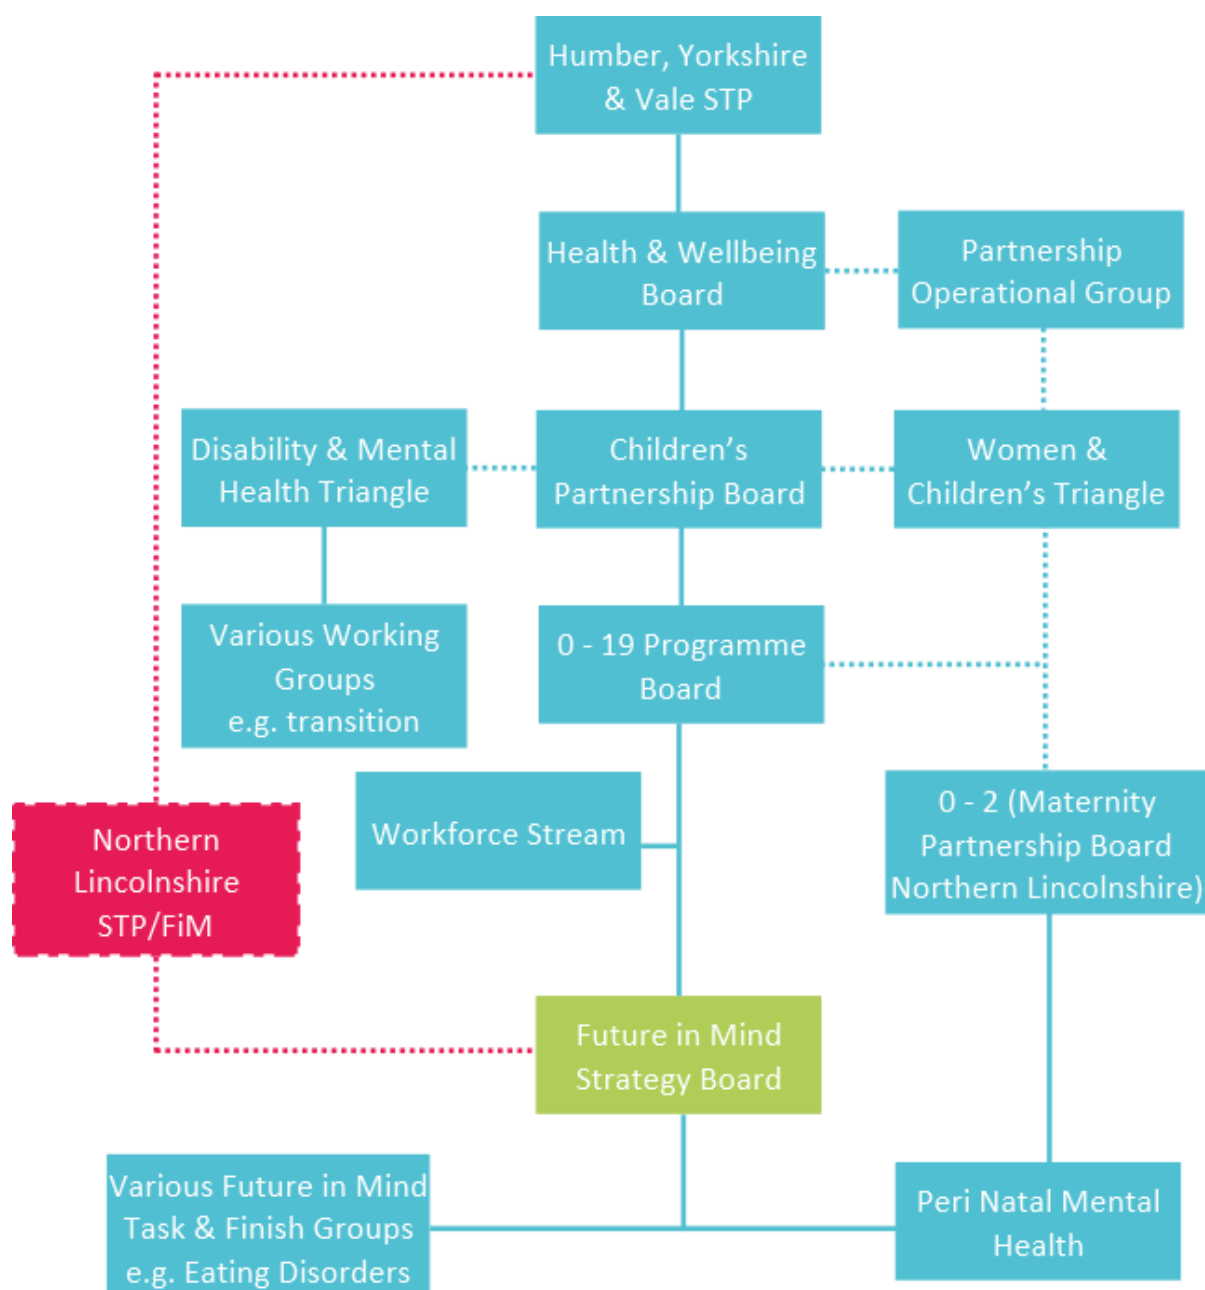 Humber, Yorkshire
& Vale STP
Health & Wellbeing
Board
Partnership
Operational Group
Disability & Mental
Health Triangle
Children’s
Partnership Board
Women &
Children’s Triangle
Various Working
Groups
e.g. transition
0 - 19 Programme
Board
Workforce Stream
0 - 2 (Maternity
Partnership Board
Northern Lincolnshire)
Northern
Lincolnshire
STP/FiM
Future in Mind
Strategy Board
Various Future in Mind
Task & Finish Groups
e.g. Eating Disorders
Peri Natal Mental
Health